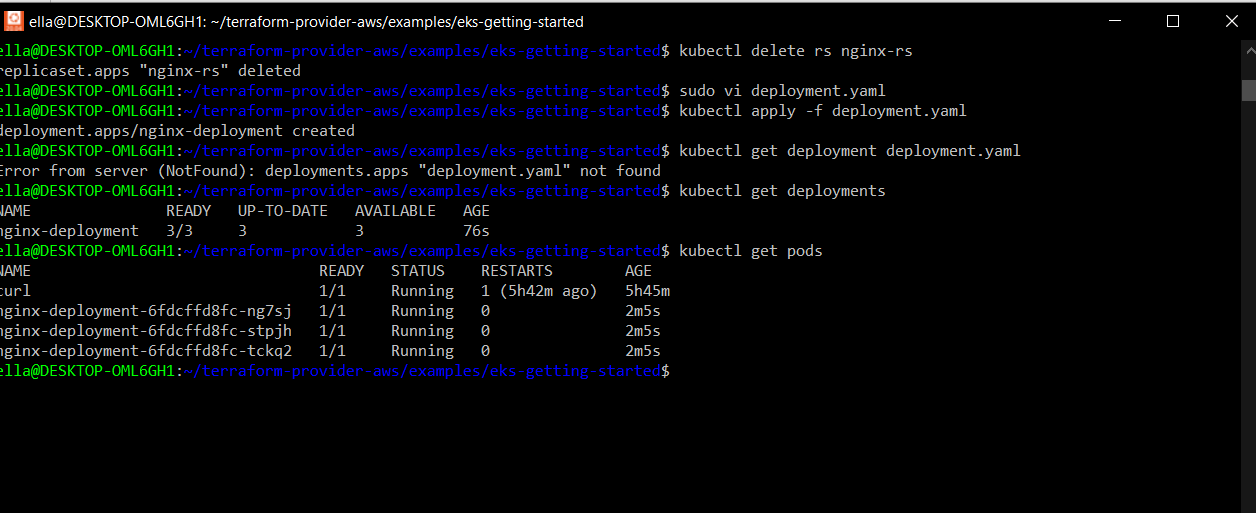 ella@DESKTOP-OML6GH1: ~/terraform-provider-aws/examples/eks-getting-started
ella@DESKTOP-OML6GH1:~/terraform-provider-aws/examples/eks-getting-started$ kubectl delete rs nginx-rs
replicaset.apps "nginx-rs" deleted
ella@DESKTOP-OML6GH1:~/terraform-provider-aws/examples/eks-getting-started$ sudo vi deployment.yaml
ella@DESKTOP-OML6GH1:~/terraform-provider-aws/examples/eks-getting-started$ kubectl apply -f deployment.yaml
deployment.apps/nginx-deployment created
ella@DESKTOP-OML6GH1:~/terraform-provider-aws/examples/eks-getting-started$ kubectl get deployment deployment.yaml
Error from server (NotFound): deployments.apps "deployment.yaml" not found
ella@DESKTOP-OML6GH1:~/terraform-provider-aws/examples/eks-getting-started$ kubectl get deployments
NAME READY UP-TO-DATE AVAILABLE AGE
nginx-deployment 3/3 3 3 76s
ella@DESKTOP-OML6GH1:~/terraform-provider-aws/examples/eks-getting-started$ kubectl get pods
NAME READY STATUS RESTARTS AGE
curl 1/1 Running 1 (5h42m ago) 5h45m
nginx-deployment-6fdcffd8fc-ng7sj 1/1 Running 0 2m5s
nginx-deployment-6fdcffd8fc-stpjh 1/1 Running 0 2m5s
nginx-deployment-6fdcffd8fc-tckq2 1/1 Running 0 2m5s
ella@DESKTOP-OML6GH1:~/terraform-provider-aws/examples/eks-getting-started$